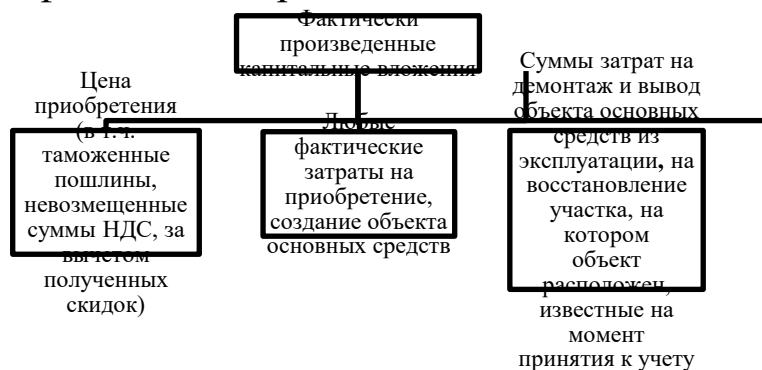 Фактически
произведенные
капитальные вложения
Цена
приобретения
(в т.ч.
таможенные
пошлины,
невозмещенные
суммы НДС, за
вычетом
полученных
скидок)
Любые
фактические
затраты на
приобретение,
создание объекта
основных средств
Суммы затрат на
демонтаж и вывод
объекта основных
средств из
эксплуатации, на
восстановление
участка, на
котором
объект
расположен,
известные на
момент
принятия к учету